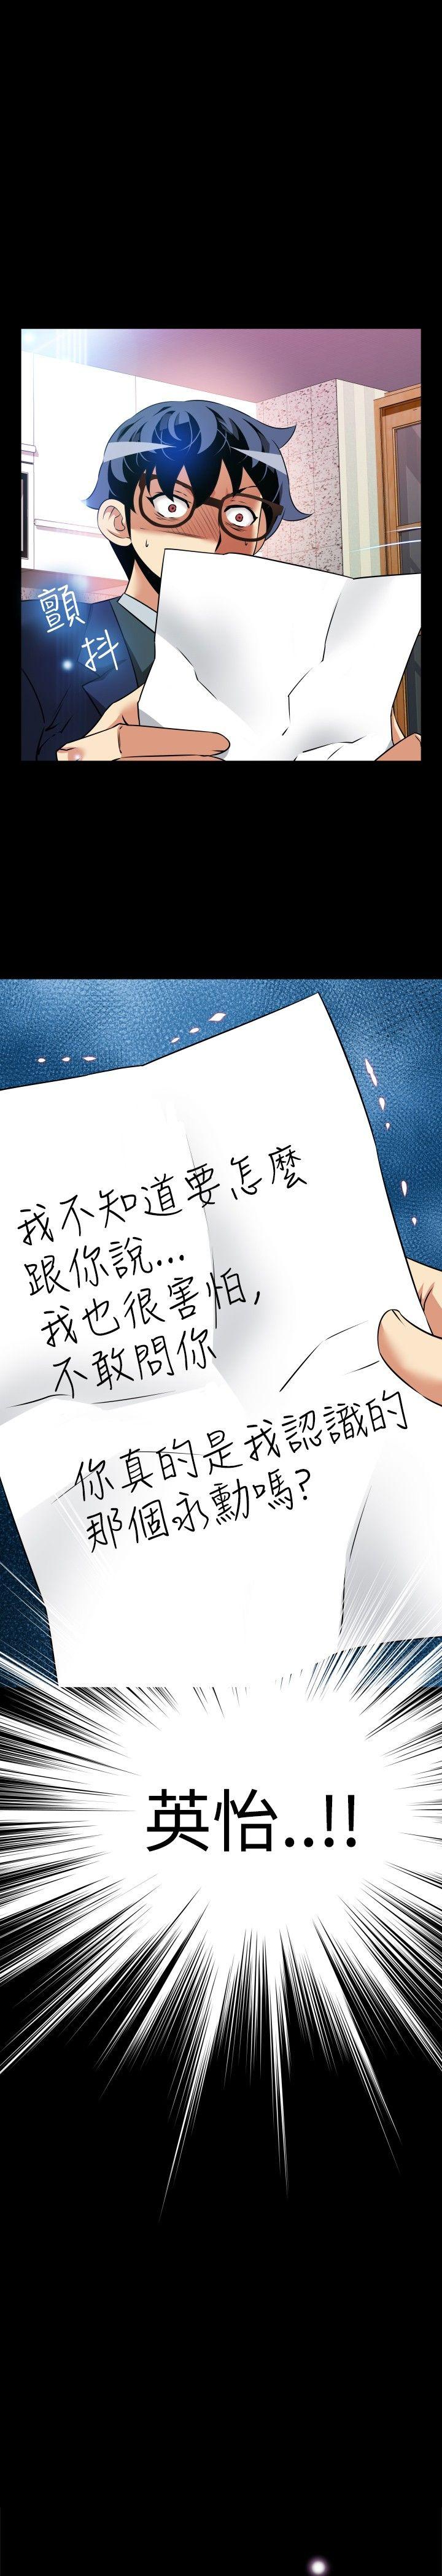 顫
抖
我不知道要怎麼
跟你說...
我也很害怕,
不敢問你
你真的是我認識的
那個永勳嗎?
英怡..!!